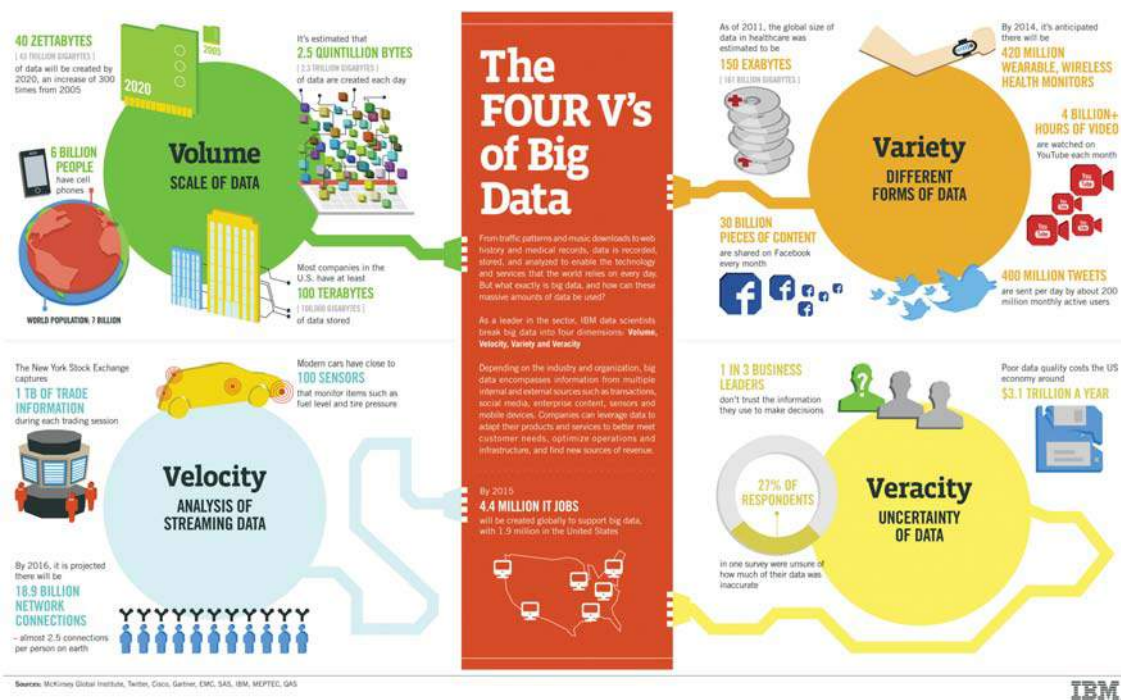 40 ZETTABYTES
[ 43 TRILLION GIGABYTES ]
of data will be created by
2020, an increase of 300
times from 2005
2020
2005
It's estimated that
2.5 QUINTILLION BYTES
[ 2.3 TRILLION GIGABYTES ]
of data are created each day
6 BILLION
PEOPLE
have cell
phones
WORLD POPULATION: 7 BILLION
Volume
SCALE OF DATA
Most companies in the
U.S. have at least
100 TERABYTES
[ 100,000 GIGABYTES ]
of data stored
The New York Stock Exchange
captures
1 TB OF TRADE
INFORMATION
during each trading session
Modern cars have close to
100 SENSORS
that monitor items such as
fuel level and tire pressure
Velocity
ANALYSIS OF
STREAMING DATA
By 2016, it is projected
there will be
18.9 BILLION
NETWORK
CONNECTIONS
– almost 2.5 connections
per person on earth
The
FOUR V's
of Big
Data
From traffic patterns and music downloads to web
history and medical records, data is recorded,
stored, and analyzed to enable the technology
and services that the world relies on every day.
But what exactly is big data, and how can these
massive amounts of data be used?
As a leader in the sector, IBM data scientists
break big data into four dimensions: Volume,
Velocity, Variety and Veracity
Depending on the industry and organization, big
data encompasses information from multiple
internal and external sources such as transactions,
social media, enterprise content, sensors and
mobile devices. Companies can leverage data to
adapt their products and services to better meet
customer needs, optimize operations and
infrastructure, and find new sources of revenue.
By 2015
4.4 MILLION IT JOBS
will be created globally to support big data,
with 1.9 million in the United States
As of 2011, the global size of
data in healthcare was
estimated to be
150 EXABYTES
[ 161 BILLION GIGABYTES ]
By 2014, it's anticipated
there will be
420 MILLION
WEARABLE, WIRELESS
HEALTH MONITORS
4 BILLION+
HOURS OF VIDEO
are watched on
YouTube each month
You
Tube
You
Tube
You
Tube
You
Tube
Variety
DIFFERENT
FORMS OF DATA
30 BILLION
PIECES OF CONTENT
are shared on Facebook
every month
f
f
f
f
f
f
400 MILLION TWEETS
are sent per day by about 200
million monthly active users
1 IN 3 BUSINESS
LEADERS
don't trust the information
they use to make decisions
?
Poor data quality costs the US
economy around
$3.1 TRILLION A YEAR
27% OF
RESPONDENTS
in one survey were unsure of
how much of their data was
inaccurate
Veracity
UNCERTAINTY
OF DATA
Sources: McKinsey Global Institute, Twitter, Cisco, Gartner, EMC, SAS, IBM, MEPTEC, QAS
IBM